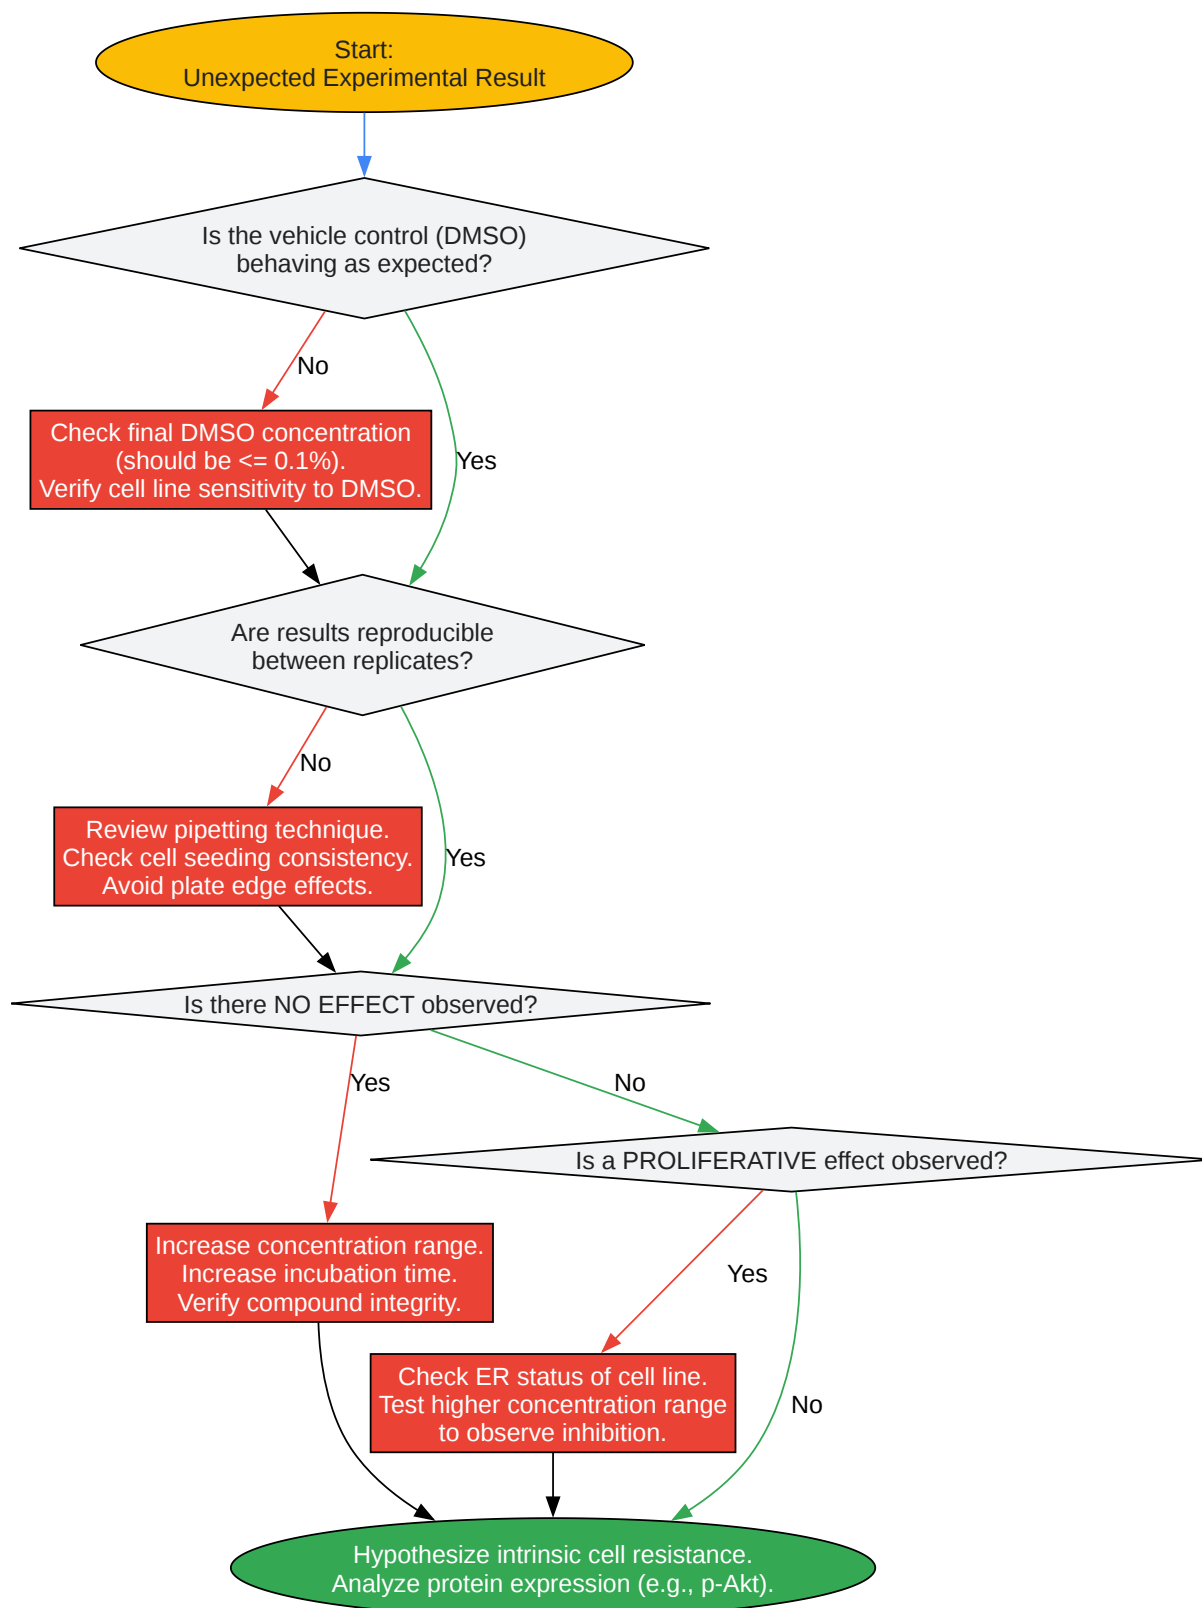 Start:
Unexpected Experimental Result
Is the vehicle control (DMSO)
behaving as expected?
No
Check final DMSO concentration
(should be <= 0.1%).
Verify cell line sensitivity to DMSO.
Yes
Are results reproducible
between replicates?
No
Review pipetting technique.
Check cell seeding consistency.
Avoid plate edge effects.
Yes
Is there NO EFFECT observed?
Yes
No
Is a PROLIFERATIVE effect observed?
Increase concentration range.
Increase incubation time.
Verify compound integrity.
Yes
Check ER status of cell line.
Test higher concentration range
to observe inhibition.
No
Hypothesize intrinsic cell resistance.
Analyze protein expression (e.g., p-Akt).